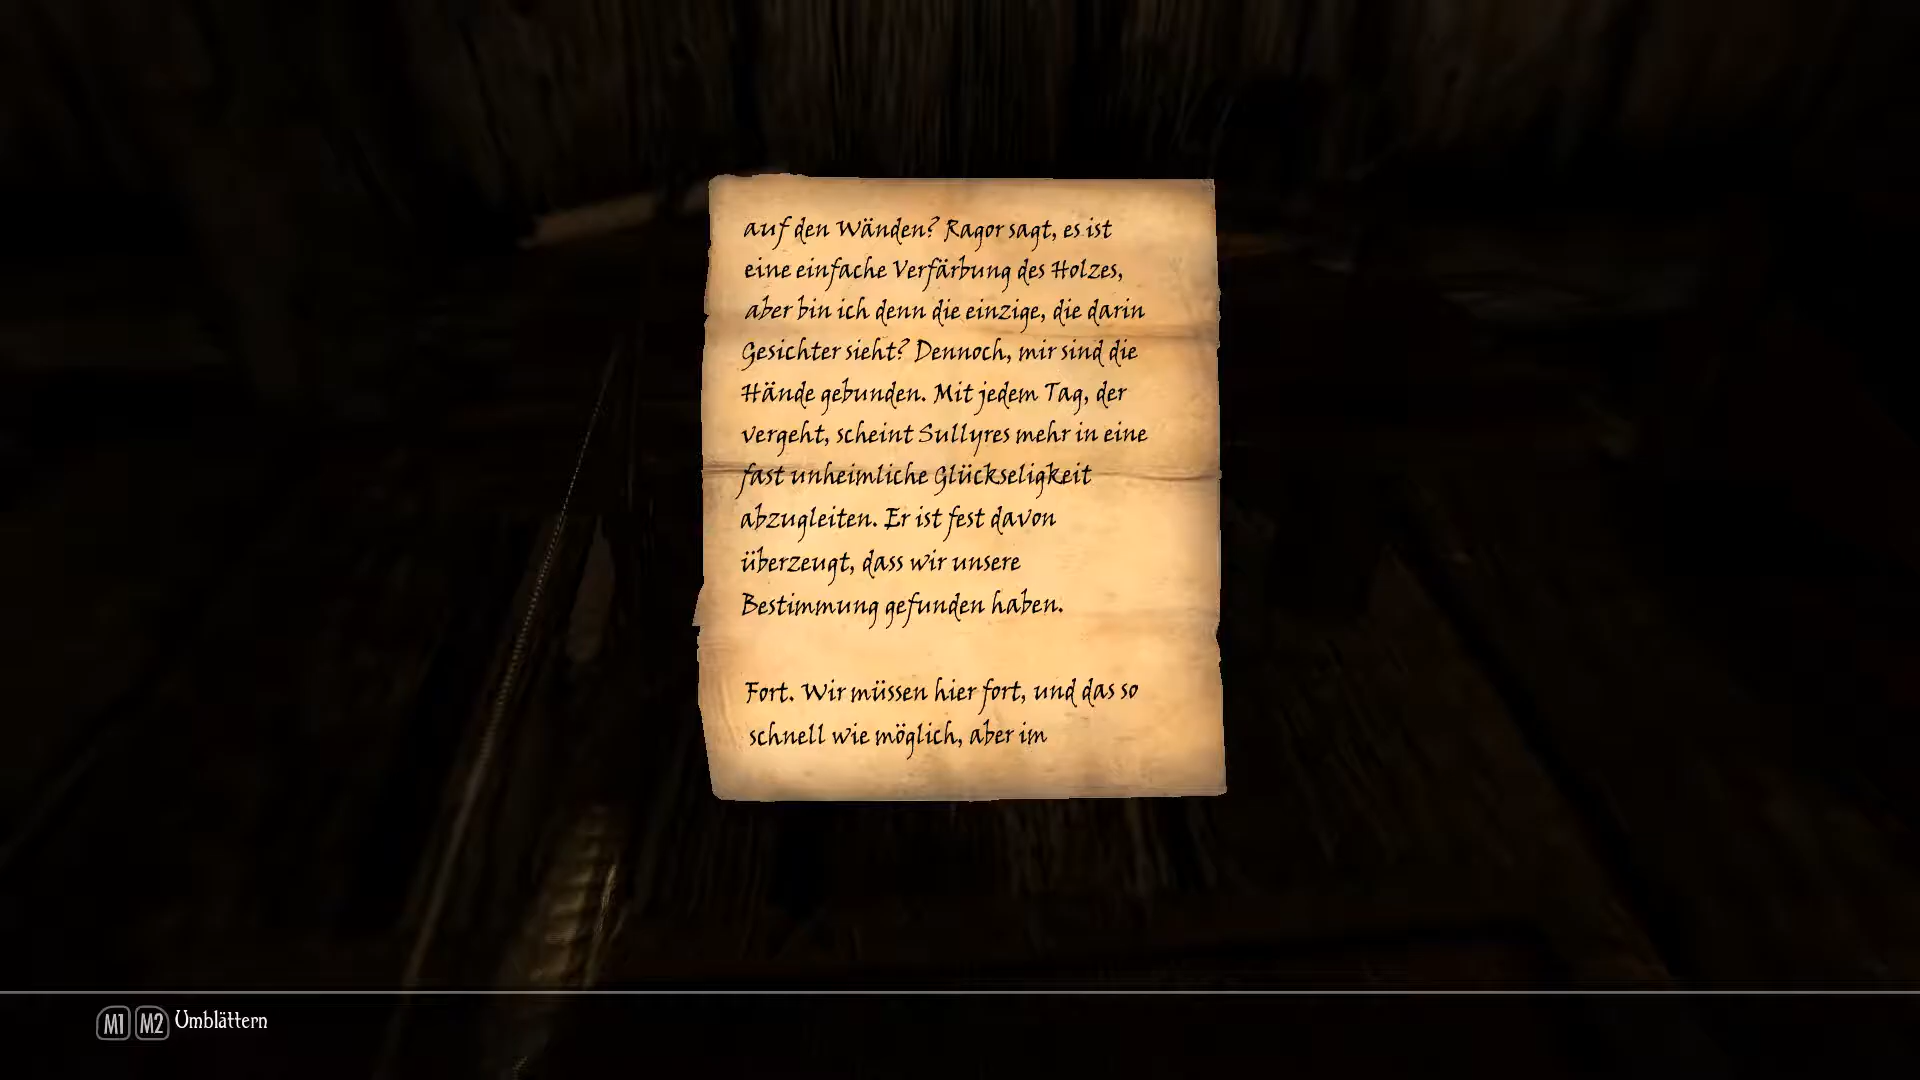 auf den Wänden? Ragor sagt, es ist
eine einfache Verfärbung des Holzes,
aber bin ich denn die einzige, die darin
Gesichter sieht? Dennoch, mir sind die
Hände gebunden. Mit jedem Tag, der
vergeht, scheint Sullyres mehr in eine
fast unheimliche Glückseligkeit
abzugleiten. Er ist fest davon
überzeugt, dass wir unsere
Bestimmung gefunden haben.
Fort. Wir müssen hier fort, und das so
schnell wie möglich, aber im
M1 M2 Umblättern